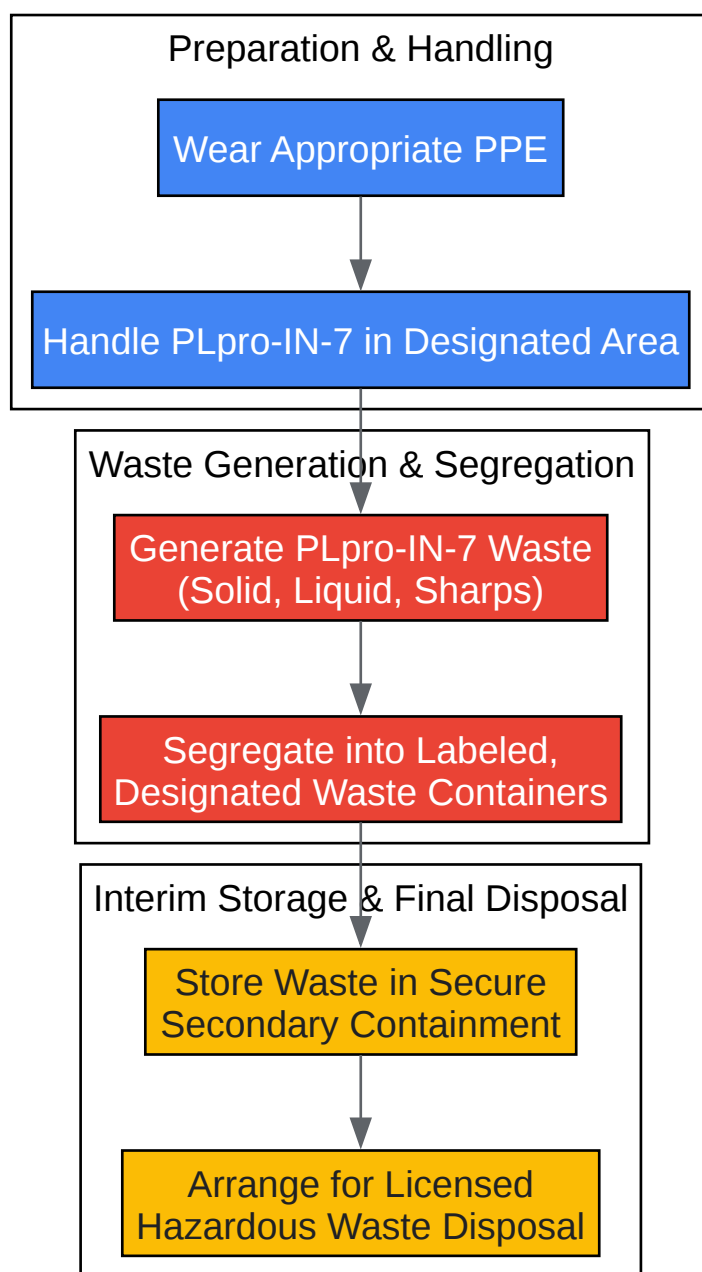 Preparation & Handling
Wear Appropriate PPE
Handle PLpro-IN-7 in Designated Area
Waste Generation & Segregation
Generate PLpro-IN-7 Waste
(Solid, Liquid, Sharps)
Segregate into Labeled,
Designated Waste Containers
Interim Storage & Final Disposal
Store Waste in Secure
Secondary Containment
Arrange for Licensed
Hazardous Waste Disposal